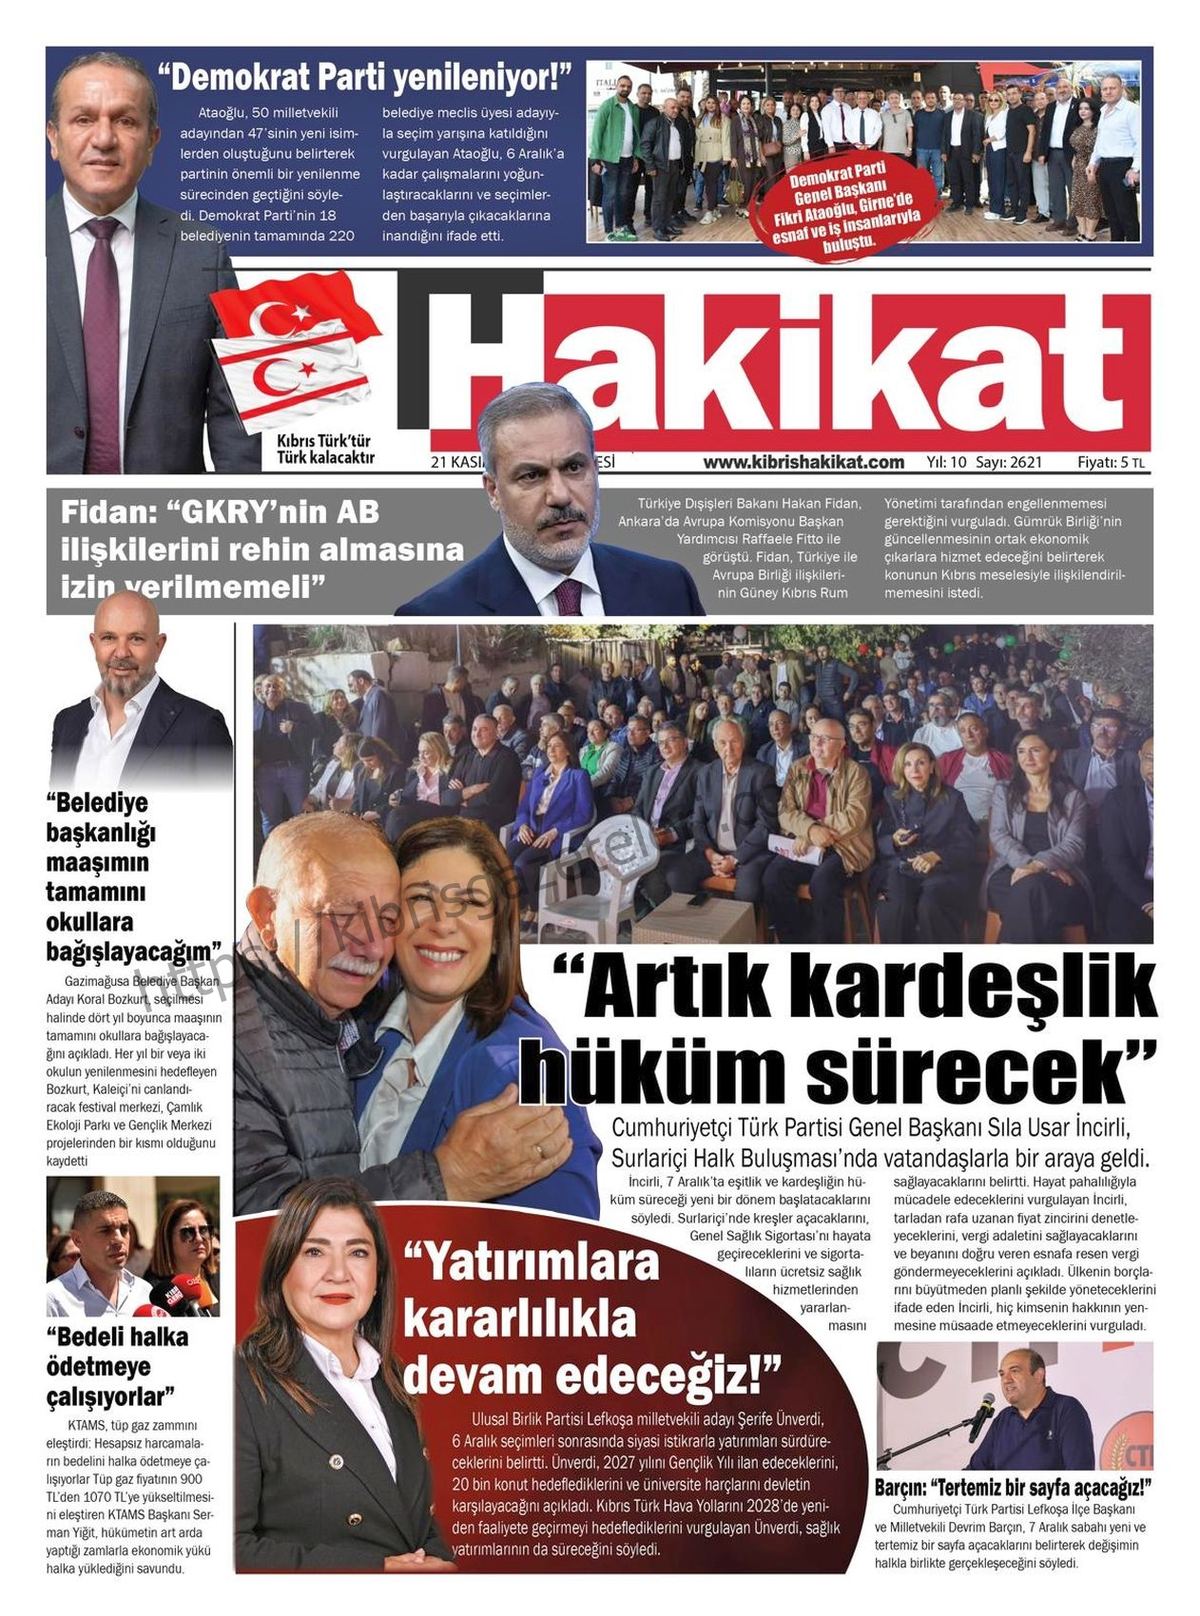 “Demokrat Parti yenileniyor!”
Ataoğlu, 50 milletvekili
adayından 47’sinin yeni isim-
lerden oluştuğunu belirterek
partinin önemli bir yenilenme
sürecinden geçtiğini söyle-
di. Demokrat Parti’nin 18
belediyenin tamamında 220
belediye meclis üyesi adayıy-
la seçim yarışına katıldığını
vurgulayan Ataoğlu, 6 Aralık’a
kadar çalışmalarını yoğun-
laştıracaklarını ve seçimler-
den başarıyla çıkacaklarına
inandığını ifade etti.
Demokrat Parti
Genel Başkanı
Fikri Ataoğlu, Girne’de
esnaf ve iş insanlarıyla
buluştu.
Hakikat
Kıbrıs Türk’tür
Türk kalacaktır
21
www.kibrishakikat.com
Yıl: 10 Sayı: 2621
Fiyatı: 5 TL
Fidan: “GKRY’nin AB
ilişkilerini rehin almasına
izin verilmemeli”
Türkiye Dışişleri Bakanı Hakan Fidan,
Ankara’da Avrupa Komisyonu Başkan
Yardımcısı Raffaele Fitto ile
görüştü. Fidan, Türkiye ile
Avrupa Birliği ilişkileri-
nin Güney Kıbrıs Rum
Yönetimi tarafından engellenmemesi
gerektiğini vurguladı. Gümrük Birliği’nin
güncellenmesinin ortak ekonomik
çıkarlara hizmet edeceğini belirterek
konunun Kıbrıs meselesiyle ilişkilendiril-
memesini istedi.
“Belediye
başkanlığı
maaşımın
tamamını
okullara
bağışlayacağım”
Gazimağusa Belediye Başkan
Adayı Koral Bozkurt, seçilmesi
halinde dört yıl boyunca maaşının
tamamını okullara bağışlayaca-
ğını açıkladı. Her yıl bir veya iki
okulun yenilenmesini hedefleyen
Bozkurt, Kaleiçi’ni canlandı-
racak festival merkezi, Çamlık
Ekoloji Parkı ve Gençlik Merkezi
projelerinden bir kısmı olduğunu
kaydetti
“Bedeli halka
ödetmeye
çalışıyorlar”
KTAMS, tüp gaz zammını
eleştirdi: Hesapsız harcamala-
rın bedelini halka ödetmeye ça-
lışıyorlar Tüp gaz fiyatının 900
TL’den 1070 TL’ye yükseltilmesi-
ni eleştiren KTAMS Başkanı Ser-
man Yiğit, hükümetin art arda
yaptığı zamlarla ekonomik yükü
halka yüklediğini savundu.
“Artık kardeşlik
hüküm sürecek”
Cumhuriyetçi Türk Partisi Genel Başkanı Sıla Usar İncirli,
Surlariçi Halk Buluşması’nda vatandaşlarla bir araya geldi.
İncirli, 7 Aralık’ta eşitlik ve kardeşliğin hü-
küm süreceği yeni bir dönem başlatacaklarını
söyledi. Surlariçi’nde kreşler açacaklarını,
Genel Sağlık Sigortası’nı hayata
geçireceklerini ve sigorta-
lıların ücretsiz sağlık
hizmetlerinden
yararlan-
masını
sağlayacaklarını belirtti. Hayat pahalılığıyla
mücadele edeceklerini vurgulayan İncirli,
tarladan rafa uzanan fiyat zincirini denetle-
yeceklerini, vergi adaletini sağlayacaklarını
ve beyanını doğru veren esnafa resen vergi
göndermeyeceklerini açıkladı. Ülkenin borçla-
rını büyütmeden planlı şekilde yöneteceklerini
ifade eden İncirli, hiç kimsenin hakkının yen-
mesine müsaade etmeyeceklerini vurguladı.
“Yatırımlara
kararlılıkla
devam edeceğiz!”
Ulusal Birlik Partisi Lefkoşa milletvekili adayı Şerife Ünverdi,
6 Aralık seçimleri sonrasında siyasi istikrarla yatırımları sürdüre-
ceklerini belirtti. Ünverdi, 2027 yılını Gençlik Yılı ilan edeceklerini,
20 bin konut hedeflediklerini ve üniversite harçlarını devletin
karşılayacağını açıkladı. Kıbrıs Türk Hava Yollarını 2028’de yeni-
den faaliyete geçirmeyi hedeflediklerini vurgulayan Ünverdi, sağlık
yatırımlarının da süreceğini söyledi.
Barçın: “Tertemiz bir sayfa açacağız!”
Cumhuriyetçi Türk Partisi Lefkoşa İlçe Başkanı
ve Milletvekili Devrim Barçın, 7 Aralık sabahı yeni ve
tertemiz bir sayfa açacaklarını belirterek değişimin
halkla birlikte gerçekleşeceğini söyledi.